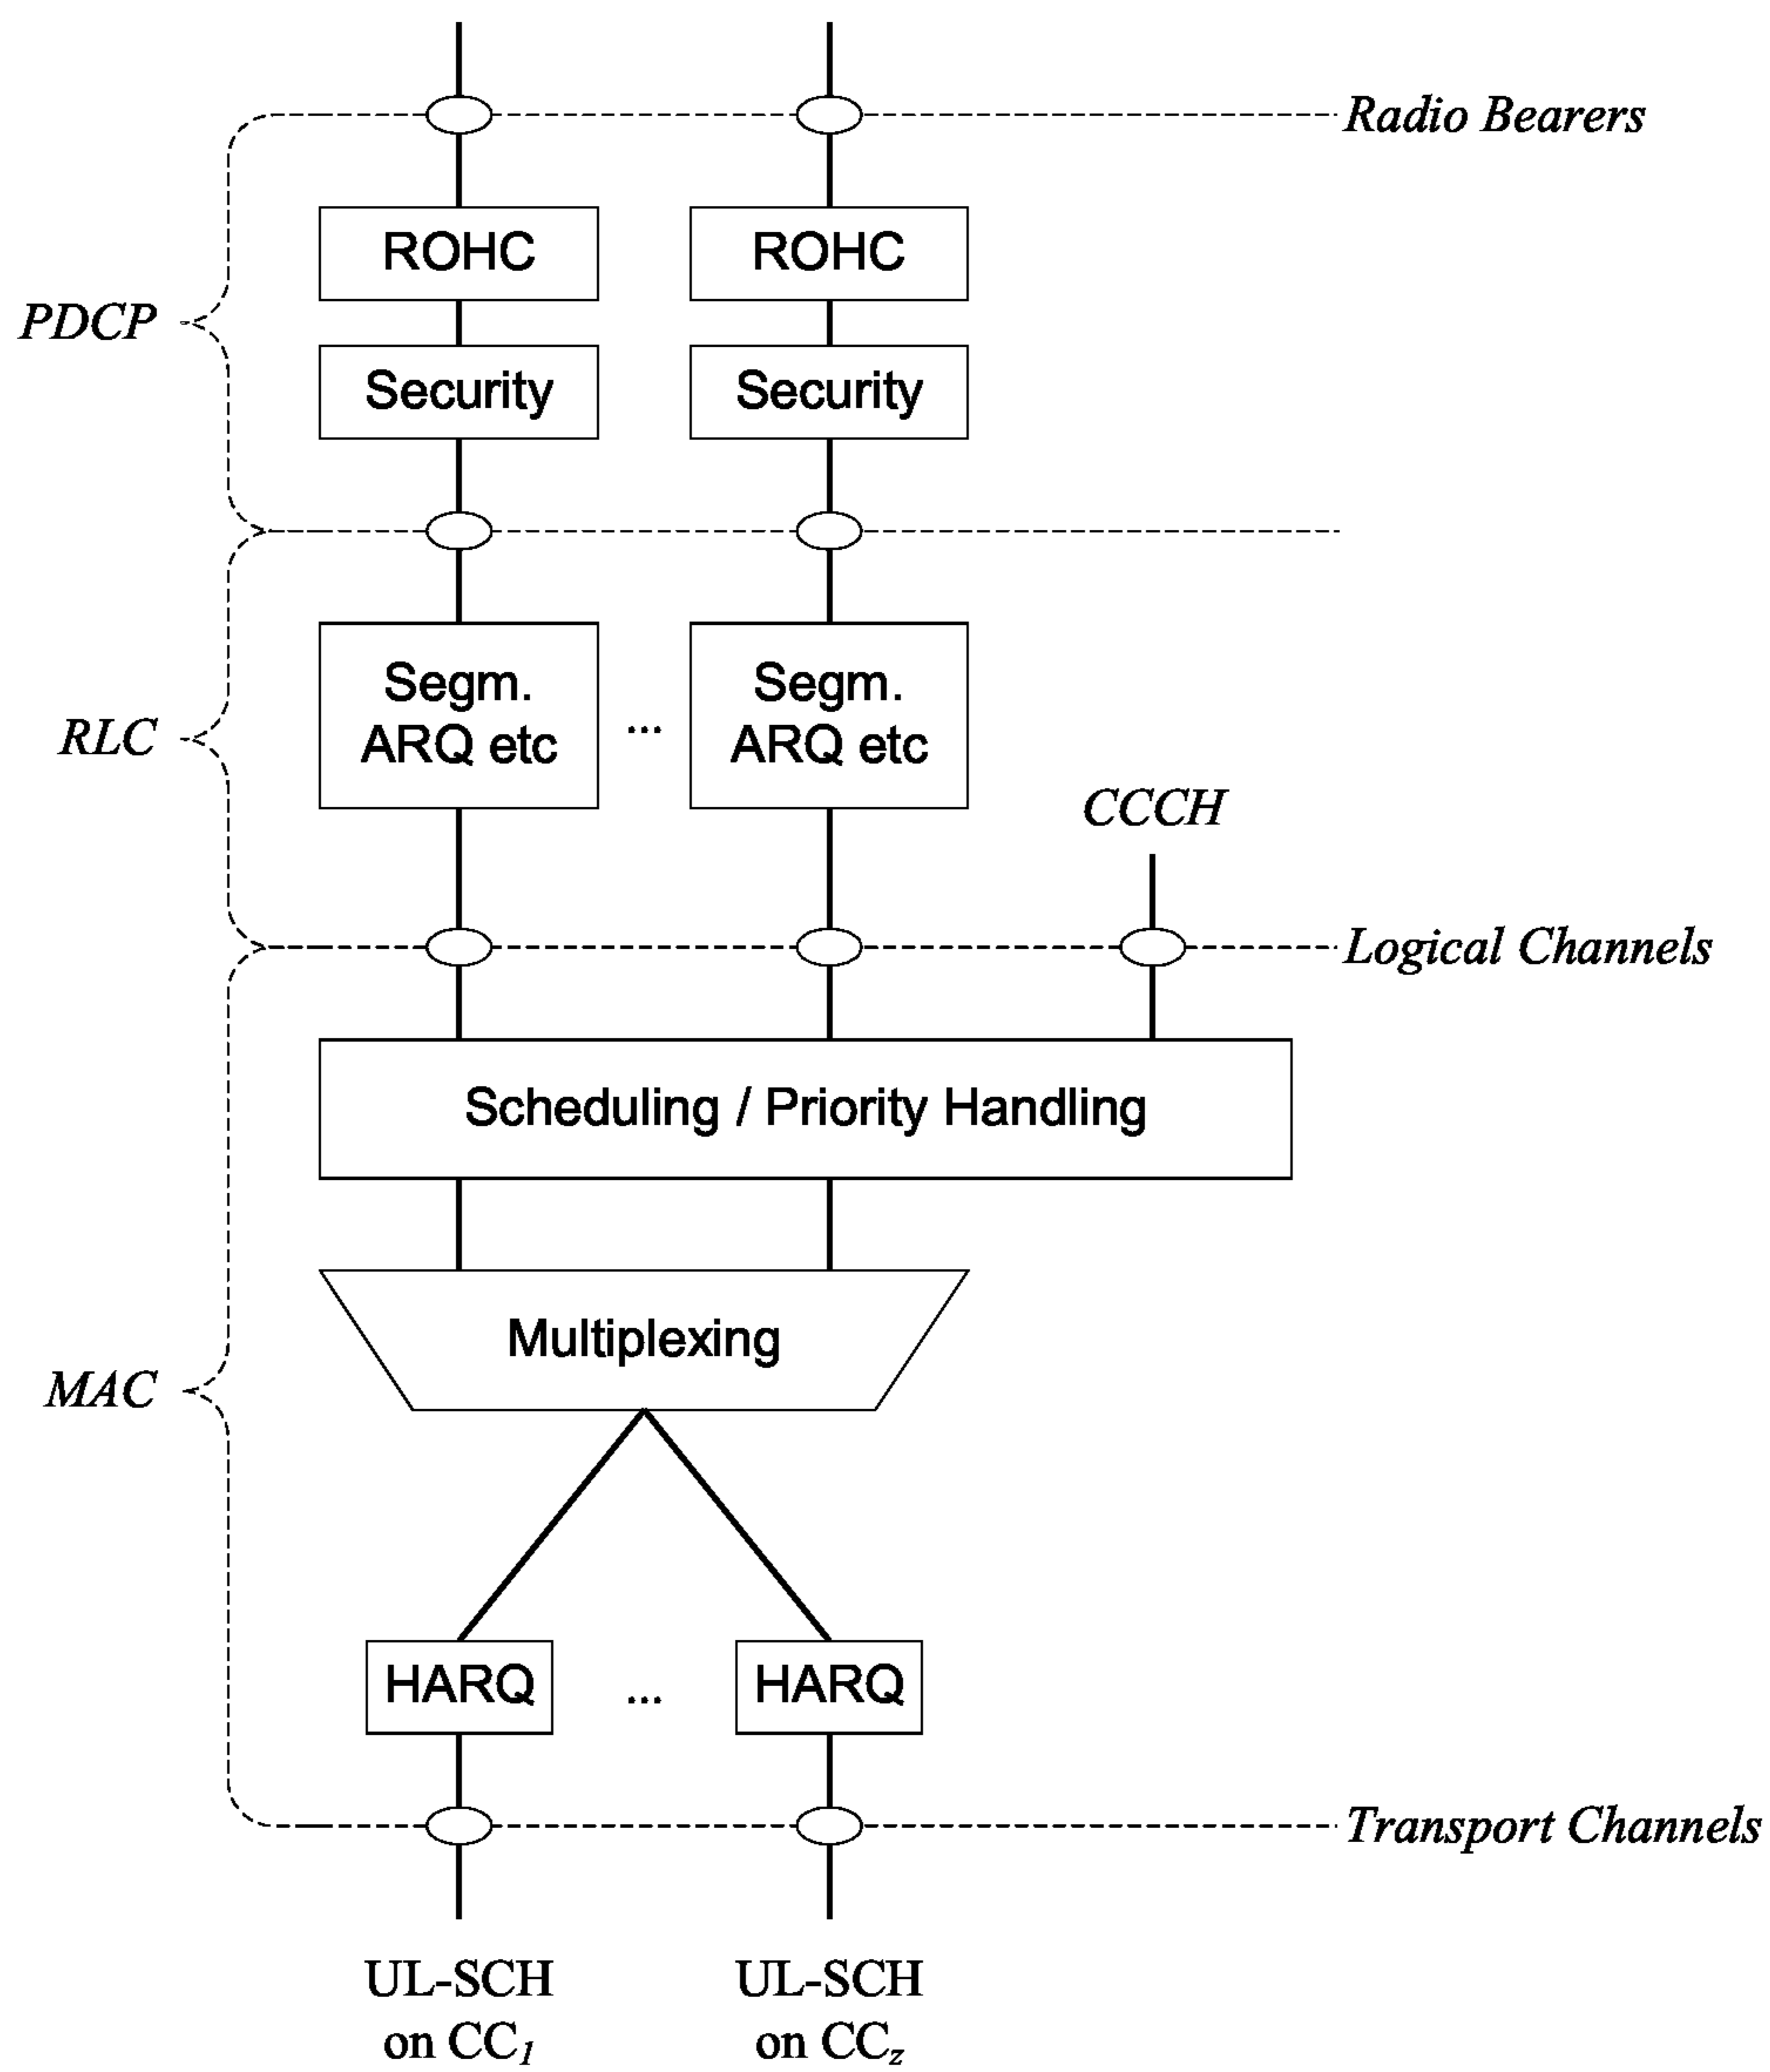 Radio Bearers
ROHC
ROHC
PDCP
Security
Security
Segm.
ARQ etc
...
Segm.
ARQ etc
RLC
CCCH
Logical Channels
Scheduling / Priority Handling
Multiplexing
MAC
HARQ
...
HARQ
Transport Channels
UL-SCH
on CC1
UL-SCH
on CCz